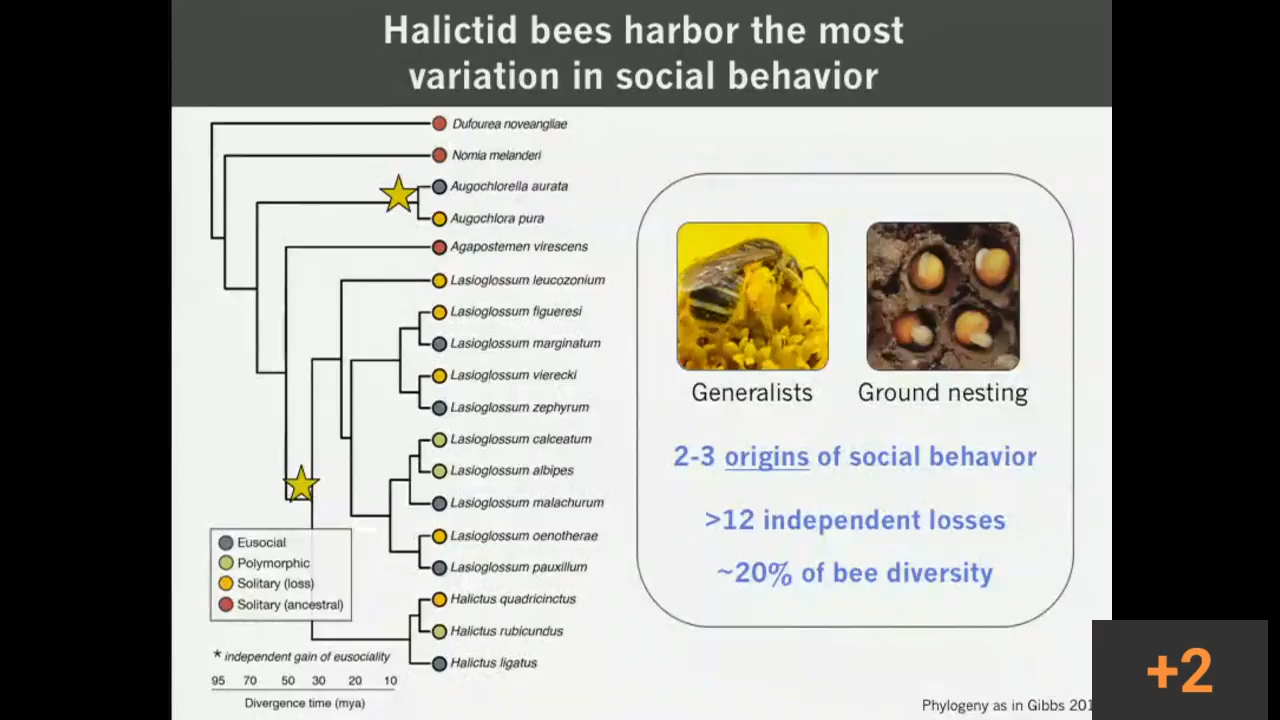 Halictid bees harbor the most
variation in social behavior
Dufourea noveangliae
Nomia melanderi
Augochlorella aurata
Augochlora pura
Agapostemen virescens
Lasioglossum leucozonium
Lasioglossum figueresi
Lasioglossum marginatum
Lasioglossum vierecki
Lasioglossum zephyrum
Lasioglossum calceatum
Lasioglossum albipes
Lasioglossum malachurum
Lasioglossum oenotherae
Lasioglossum pauxillum
Halictus quadricinctus
Halictus rubicundus
Halictus ligatus
Eusocial
Polymorphic
Solitary (loss)
Solitary (ancestral)
* independent gain of eusociality
95 70 50 30 20 10
Divergence time (mya)
Generalists Ground nesting
2-3 origins of social behavior
>12 independent losses
~20% of bee diversity
Phylogeny as in Gibbs
+2